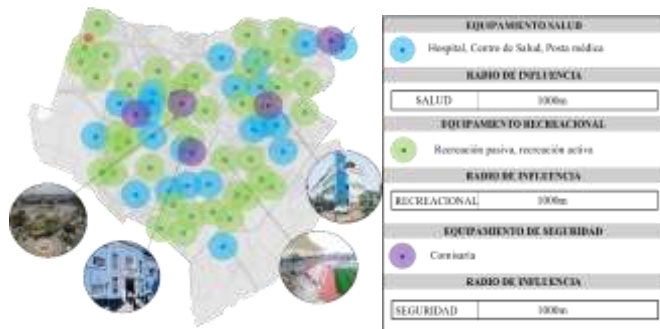 EQUIPAMIENTO SALUD
Hospital, Centro de Salud, Posta médica
RADIO DE INFLUENCIA
SALUD 1000m
EQUIPAMIENTO RECREACIONAL
Recreación pasiva, recreación activa
RADIO DE INFLUENCIA
RECREACIONAL 1000m
EQUIPAMIENTO DE SEGURIDAD
Comisaría
RADIO DE INFLUENCIA
SEGURIDAD 1000m